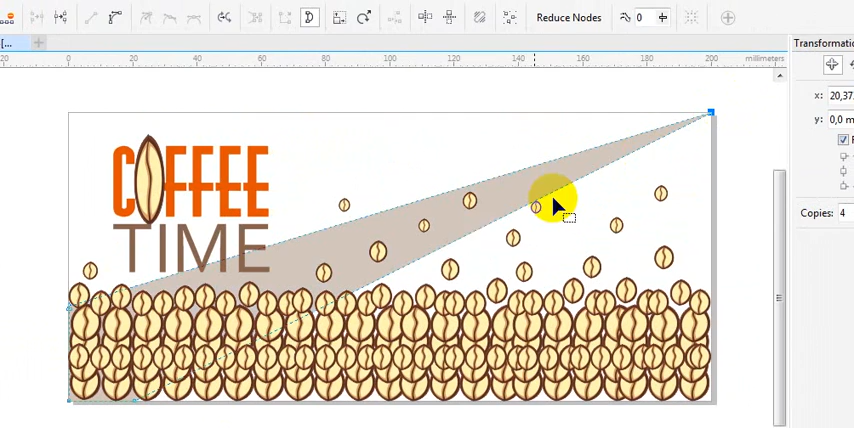 Reduce Nodes
0
[...
Transformatio
20
0
20
40
60
80
100
120
140
160
180
200
millimeters
x:
20,37
y:
0,0 m
Copies:
4
COFFEE
TIME